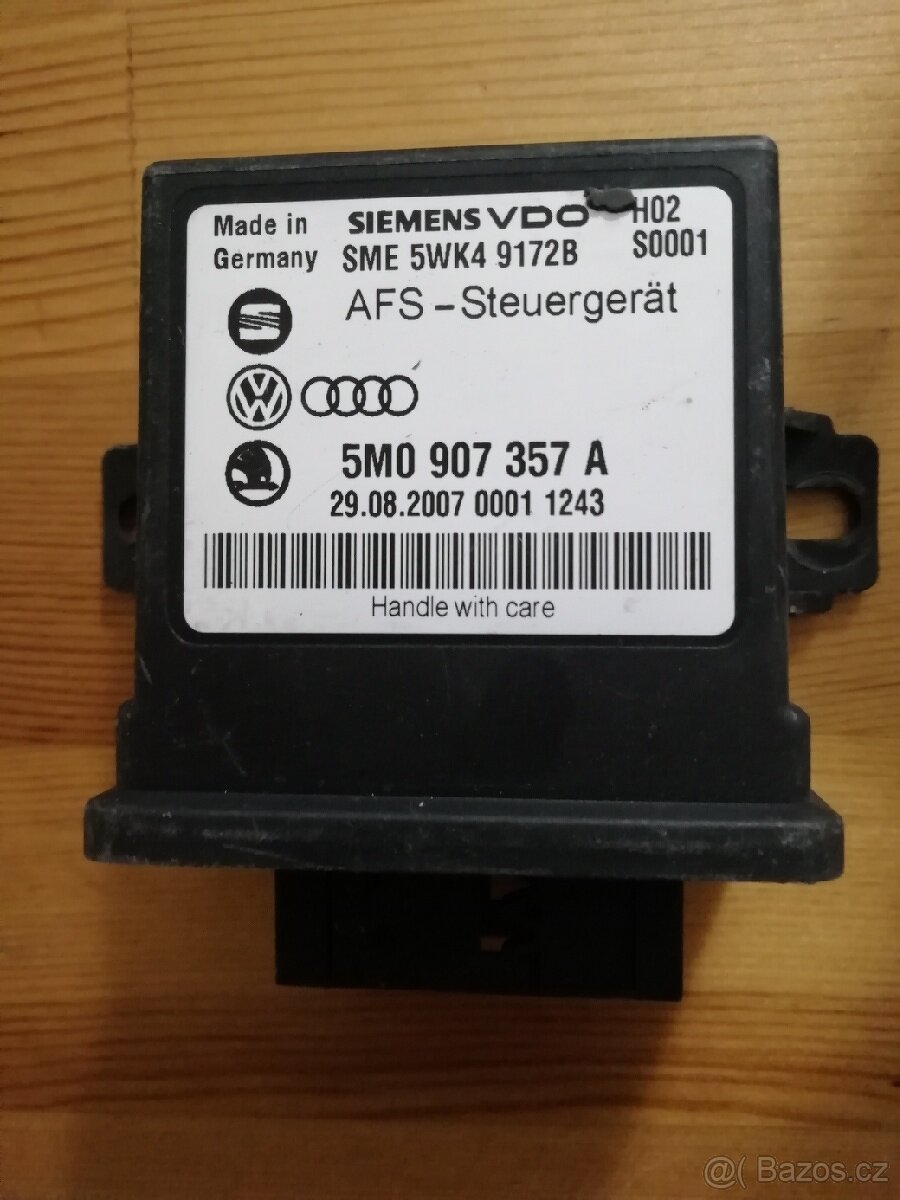 Made in SIEMENS VDO H02
Germany SME 5WK4 9172B S0001
AFS - Steuergerät
5M0 907 357 A
29.08.2007 0001 1243
Handle with care
@( Bazos.cz